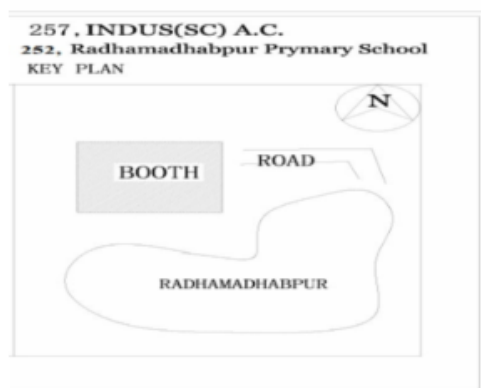 257, INDUS(SC) A.C.
252, Radhamadhabpur Prymary School
KEY PLAN
N
ROAD
BOOTH
RADHAMADHABPUR